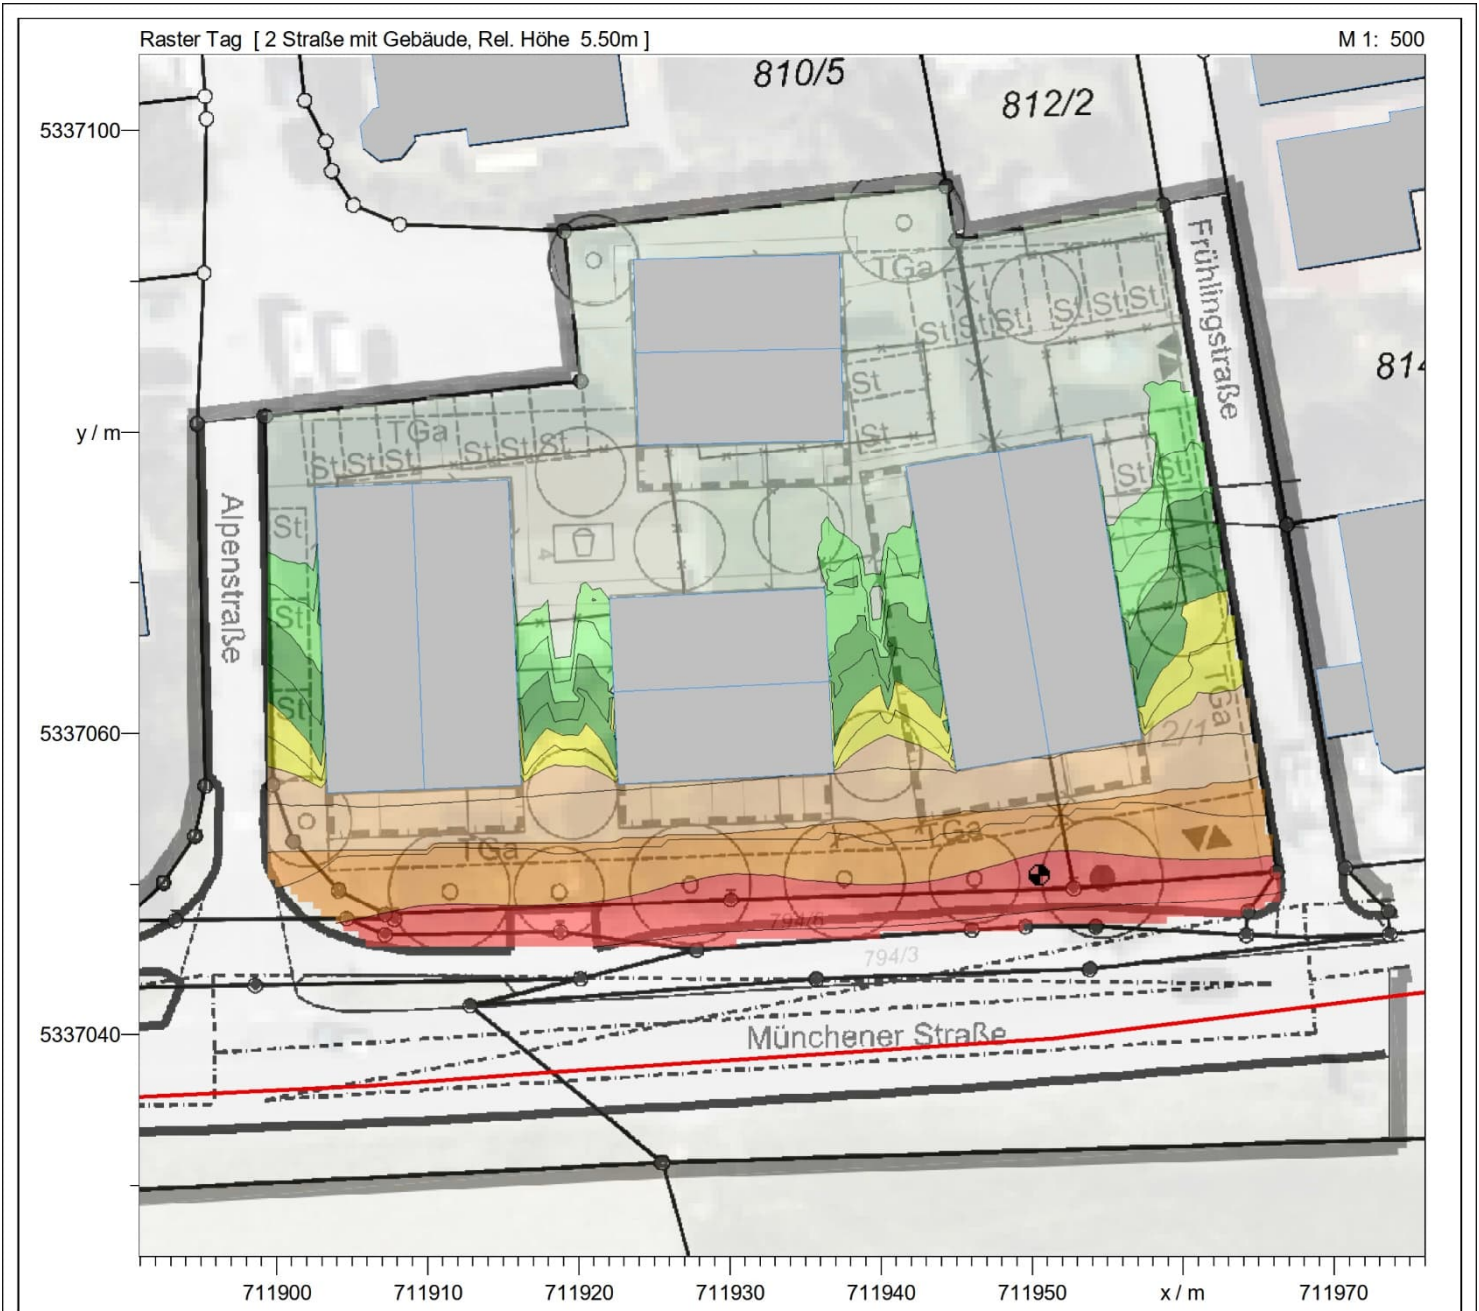 Raster Tag [ 2 Straße mit Gebäude, Rel. Höhe 5.50m ]
M 1: 500
810/5
812/2
5337100
Frühlingstraße
TGa
St St St
St St St
814
St
y / m
TGa
St
St St St
St St St
St St
Alpenstraße
St
St
St
TGa
5337060
2/1
TGa
TGa
794/6
794/3
5337040
Münchener Straße
711900
711910
711920
711930
711940
711950
x / m
711970